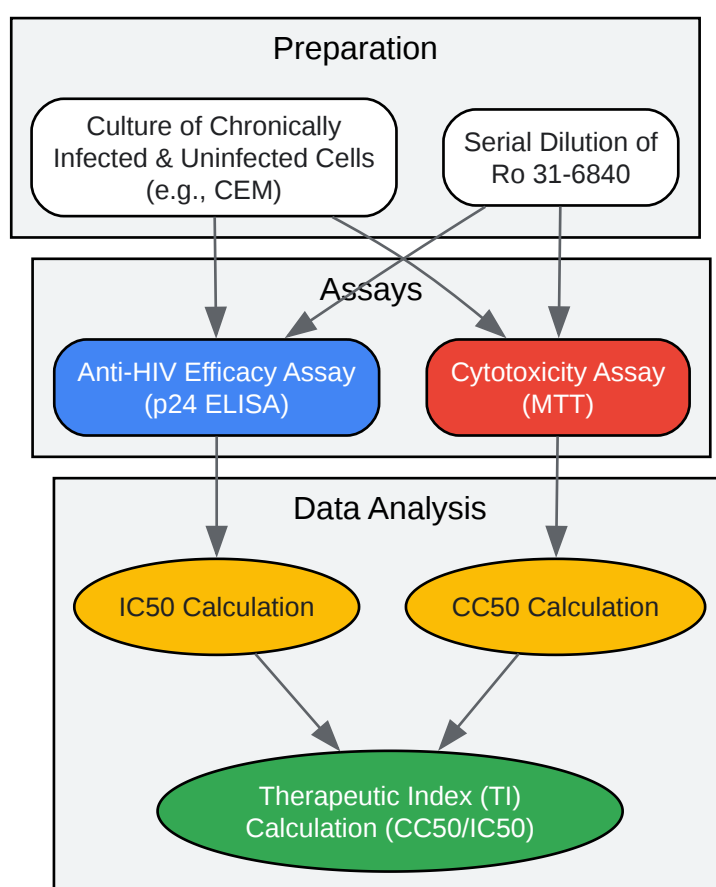 Preparation
Culture of Chronically
Infected & Uninfected Cells
(e.g., CEM)
Serial Dilution of
Ro 31-6840
Assays
Anti-HIV Efficacy Assay
(p24 ELISA)
Cytotoxicity Assay
(MTT)
Data Analysis
IC50 Calculation
CC50 Calculation
Therapeutic Index (TI)
Calculation (CC50/IC50)